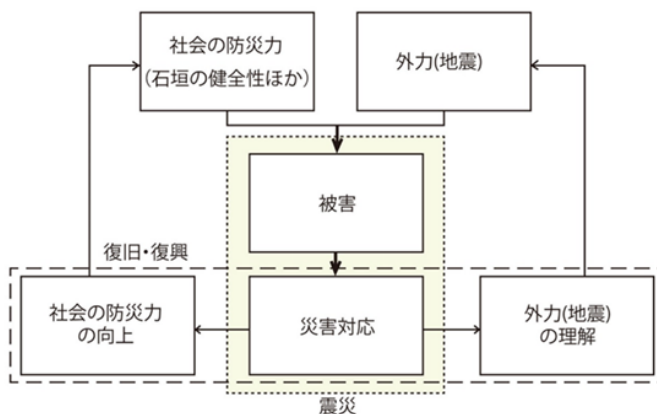 社会の防災力
(石垣の健全性ほか)
外力(地震)
被害
復旧・復興
社会の防災力
の向上
災害対応
外力(地震)
の理解
震災